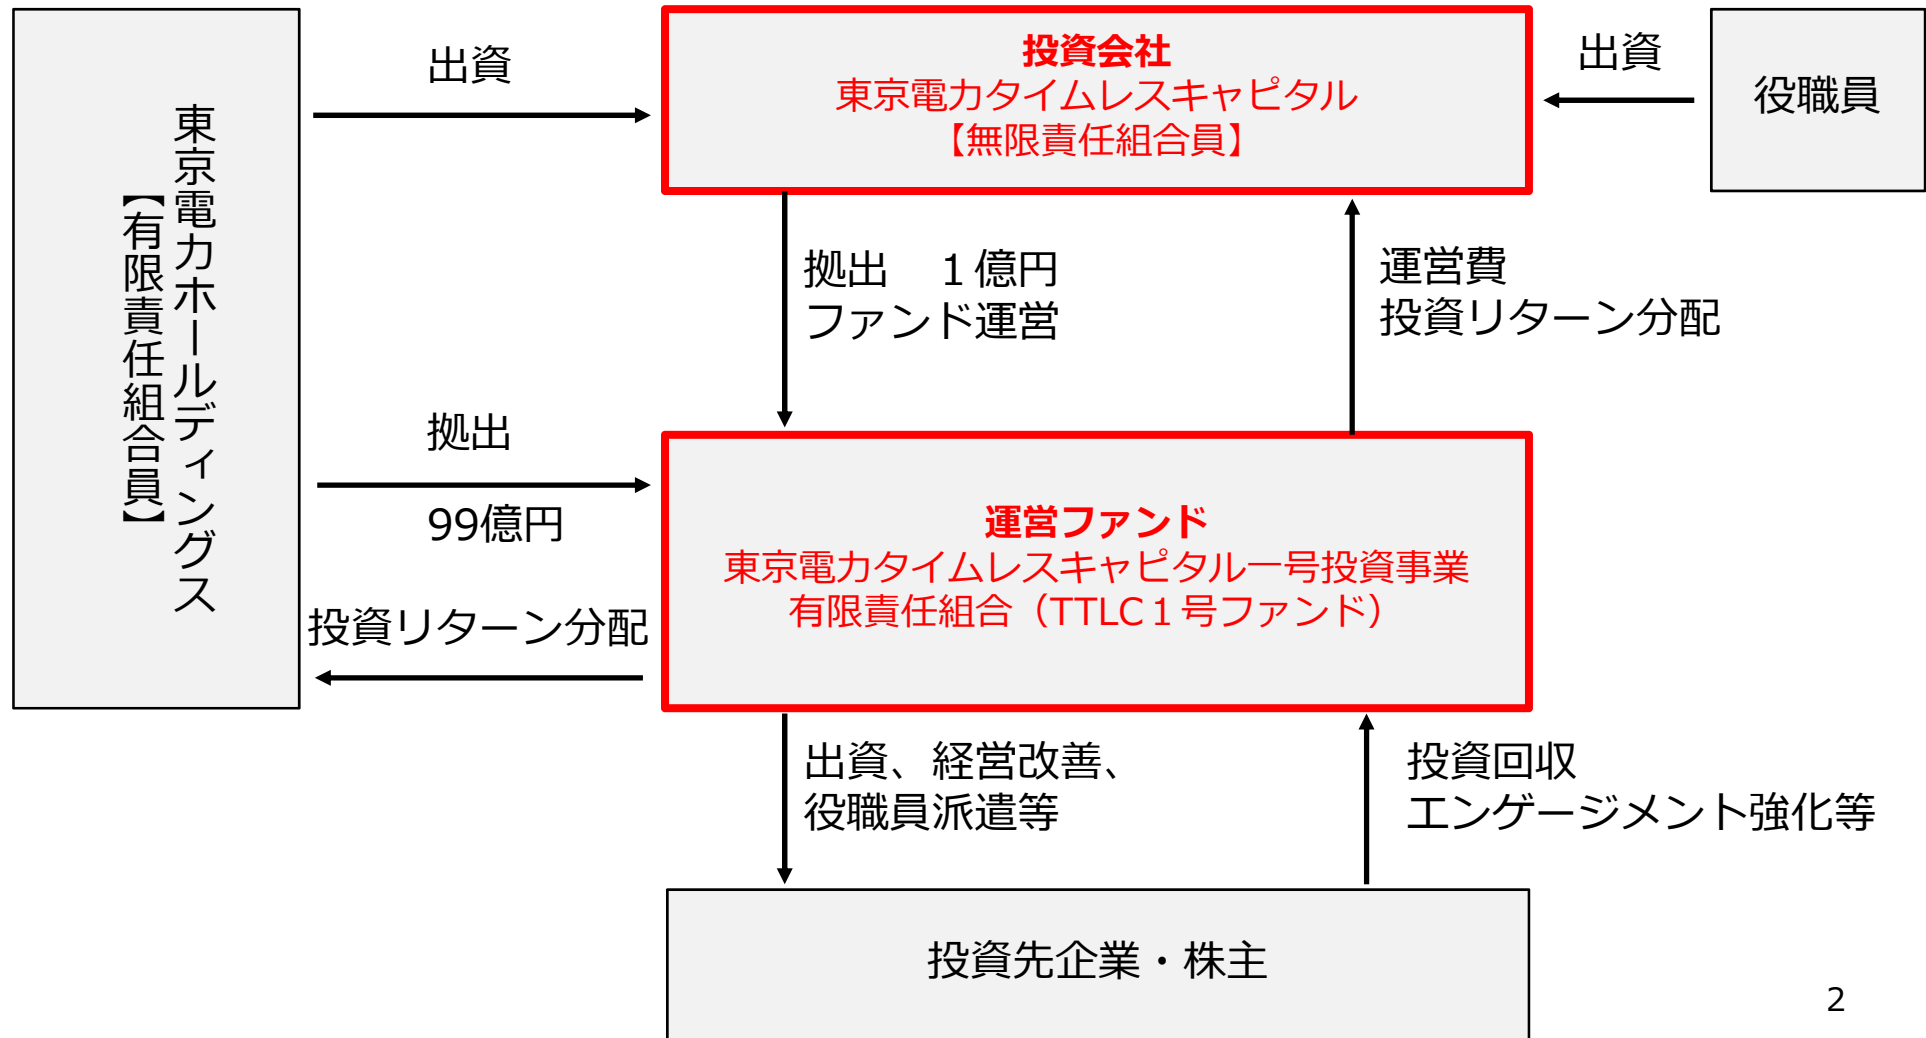 東京電力ホールディングス
【有限責任組合員】
出資
投資会社
東京電力タイムレスキャピタル
【無限責任組合員】
出資
役職員
拠出　１億円
ファンド運営
運営費
投資リターン分配
拠出
99億円
投資リターン分配
運営ファンド
東京電力タイムレスキャピタル一号投資事業
有限責任組合（TTLC１号ファンド）
出資、経営改善、
役職員派遣等
投資回収
エンゲージメント強化等
投資先企業・株主
2